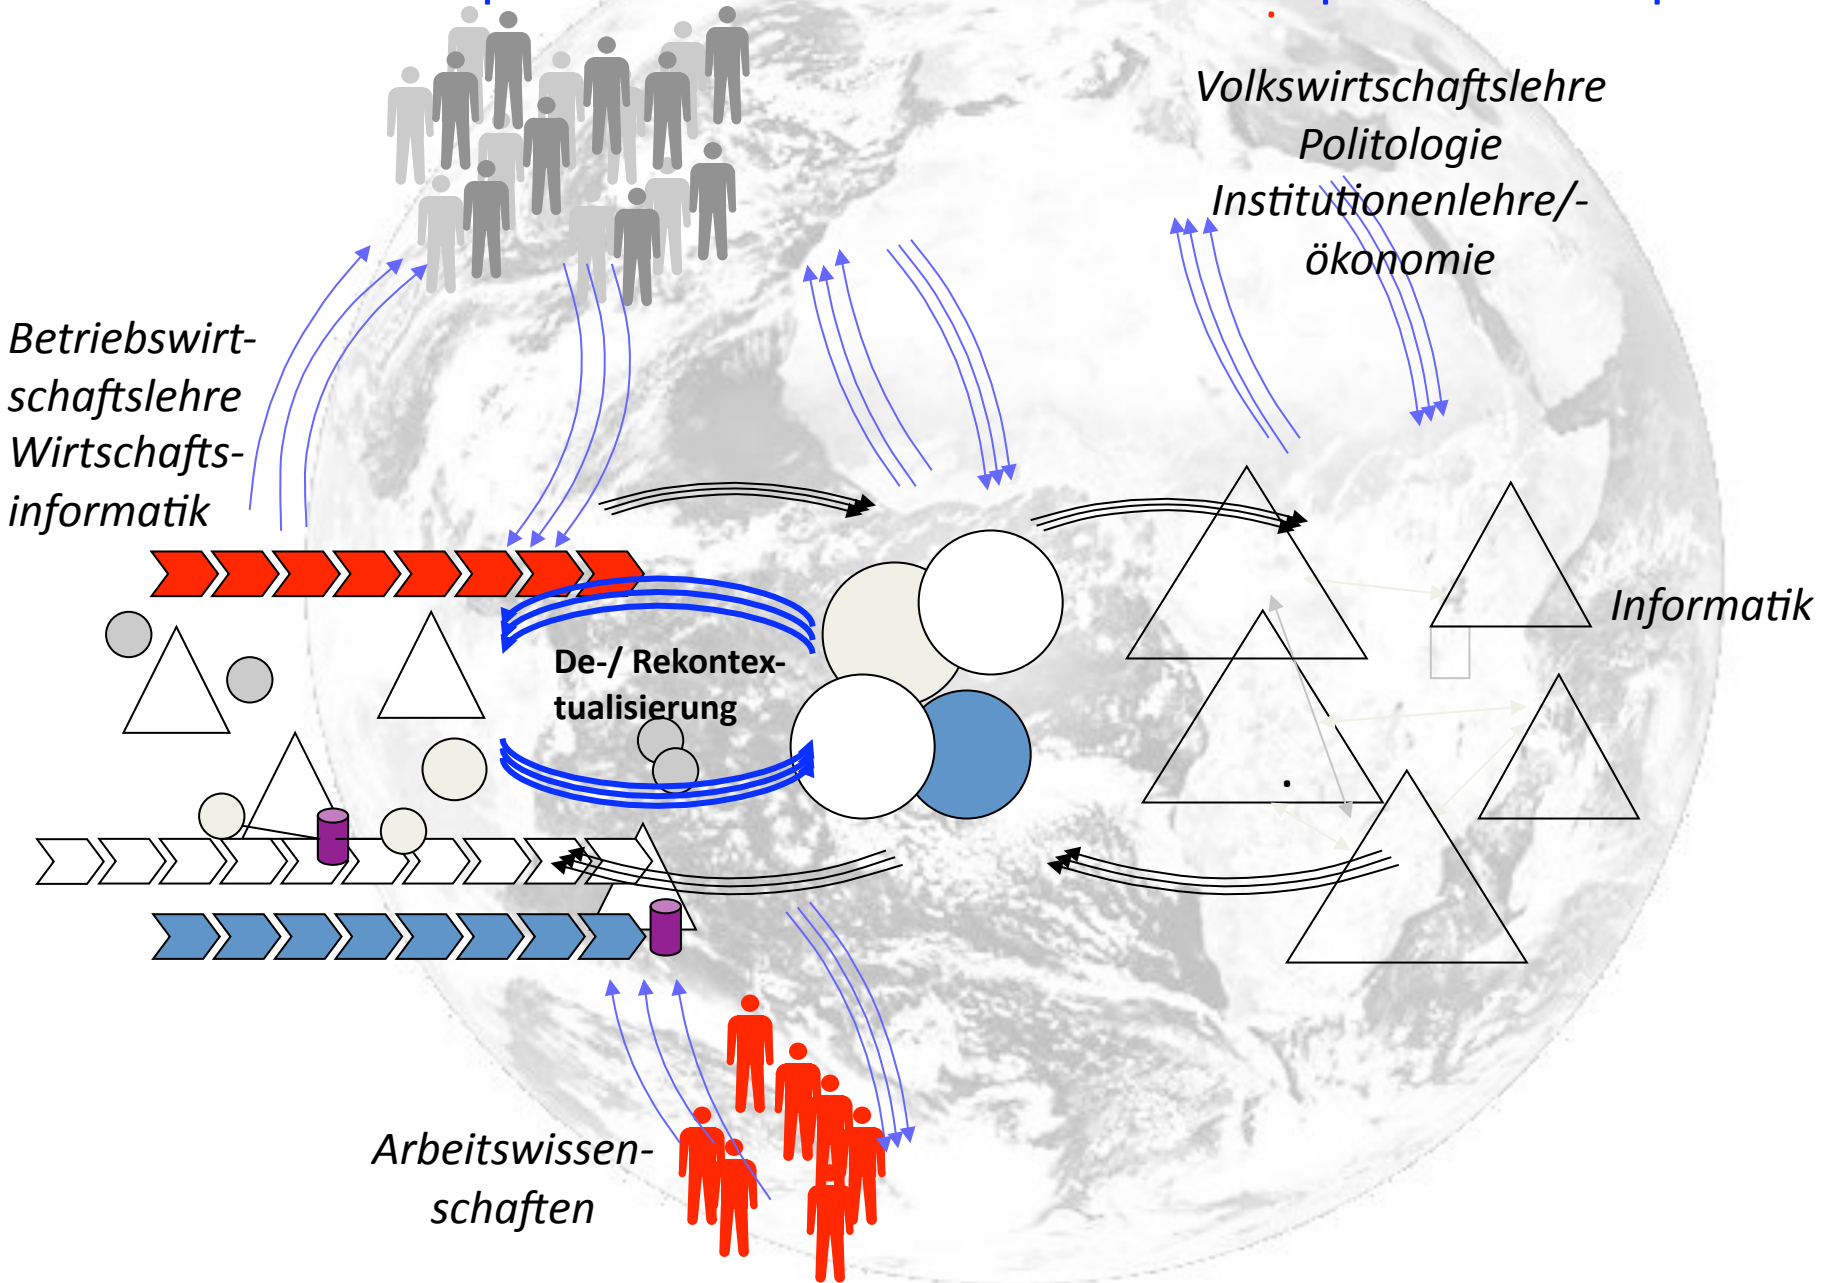 Volkswirtschaftslehre
Politologie
Institutionenlehre/-
ökonomie
Betriebswirt-
schaftslehre
Wirtschafts-
informatik
Informatik
De-/ Rekontex-
tualisierung
Arbeitswissen-
schaften